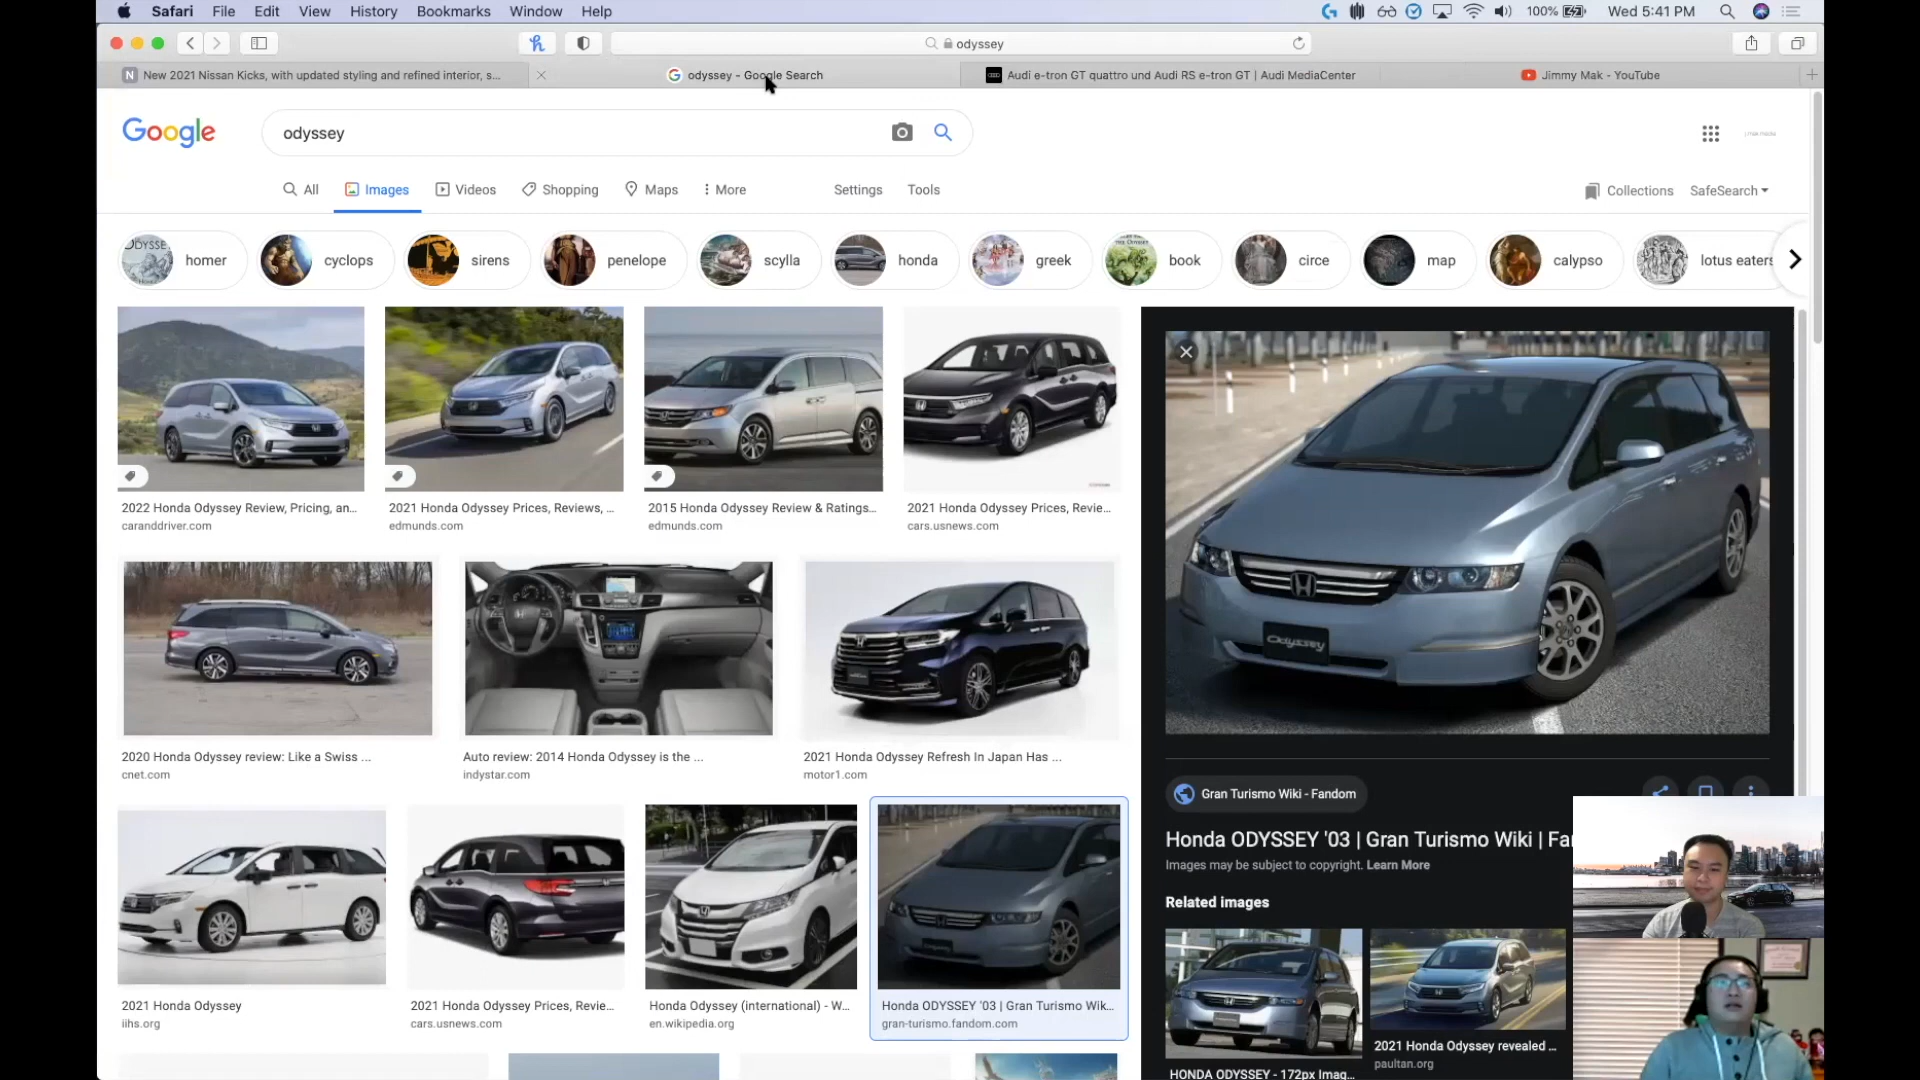 Safari File Edit View History Bookmarks Window Help 100% Wed 5:41 PM
odyssey
New 2021 Nissan Kicks, with updated styling and refined interior, s...
odyssey - Google Search
Audi e-tron GT quattro und Audi RS e-tron GT | Audi MediaCenter
Jimmy Mak - YouTube
Google
odyssey
All Images Videos Shopping Maps More Settings Tools
Collections SafeSearch
homer cyclops sirens penelope scylla honda greek book circe map calypso lotus eaters
2022 Honda Odyssey Review, Pricing, an...
caranddriver.com
2021 Honda Odyssey Prices, Reviews, ...
edmunds.com
2015 Honda Odyssey Review & Ratings...
edmunds.com
2021 Honda Odyssey Prices, Revie...
cars.usnews.com
2020 Honda Odyssey review: Like a Swiss ...
cnet.com
Auto review: 2014 Honda Odyssey is the ...
indystar.com
2021 Honda Odyssey Refresh In Japan Has ...
motor1.com
2021 Honda Odyssey
iihs.org
2021 Honda Odyssey Prices, Revie...
cars.usnews.com
Honda Odyssey (international) - W...
en.wikipedia.org
Honda ODYSSEY '03 | Gran Turismo Wik...
gran-turismo.fandom.com
Odyssey
Gran Turismo Wiki - Fandom
Honda ODYSSEY '03 | Gran Turismo Wiki | Fa
Images may be subject to copyright. Learn More
Related images
HONDA ODYSSEY - 172px Imag...
2021 Honda Odyssey revealed ...
paultan.org